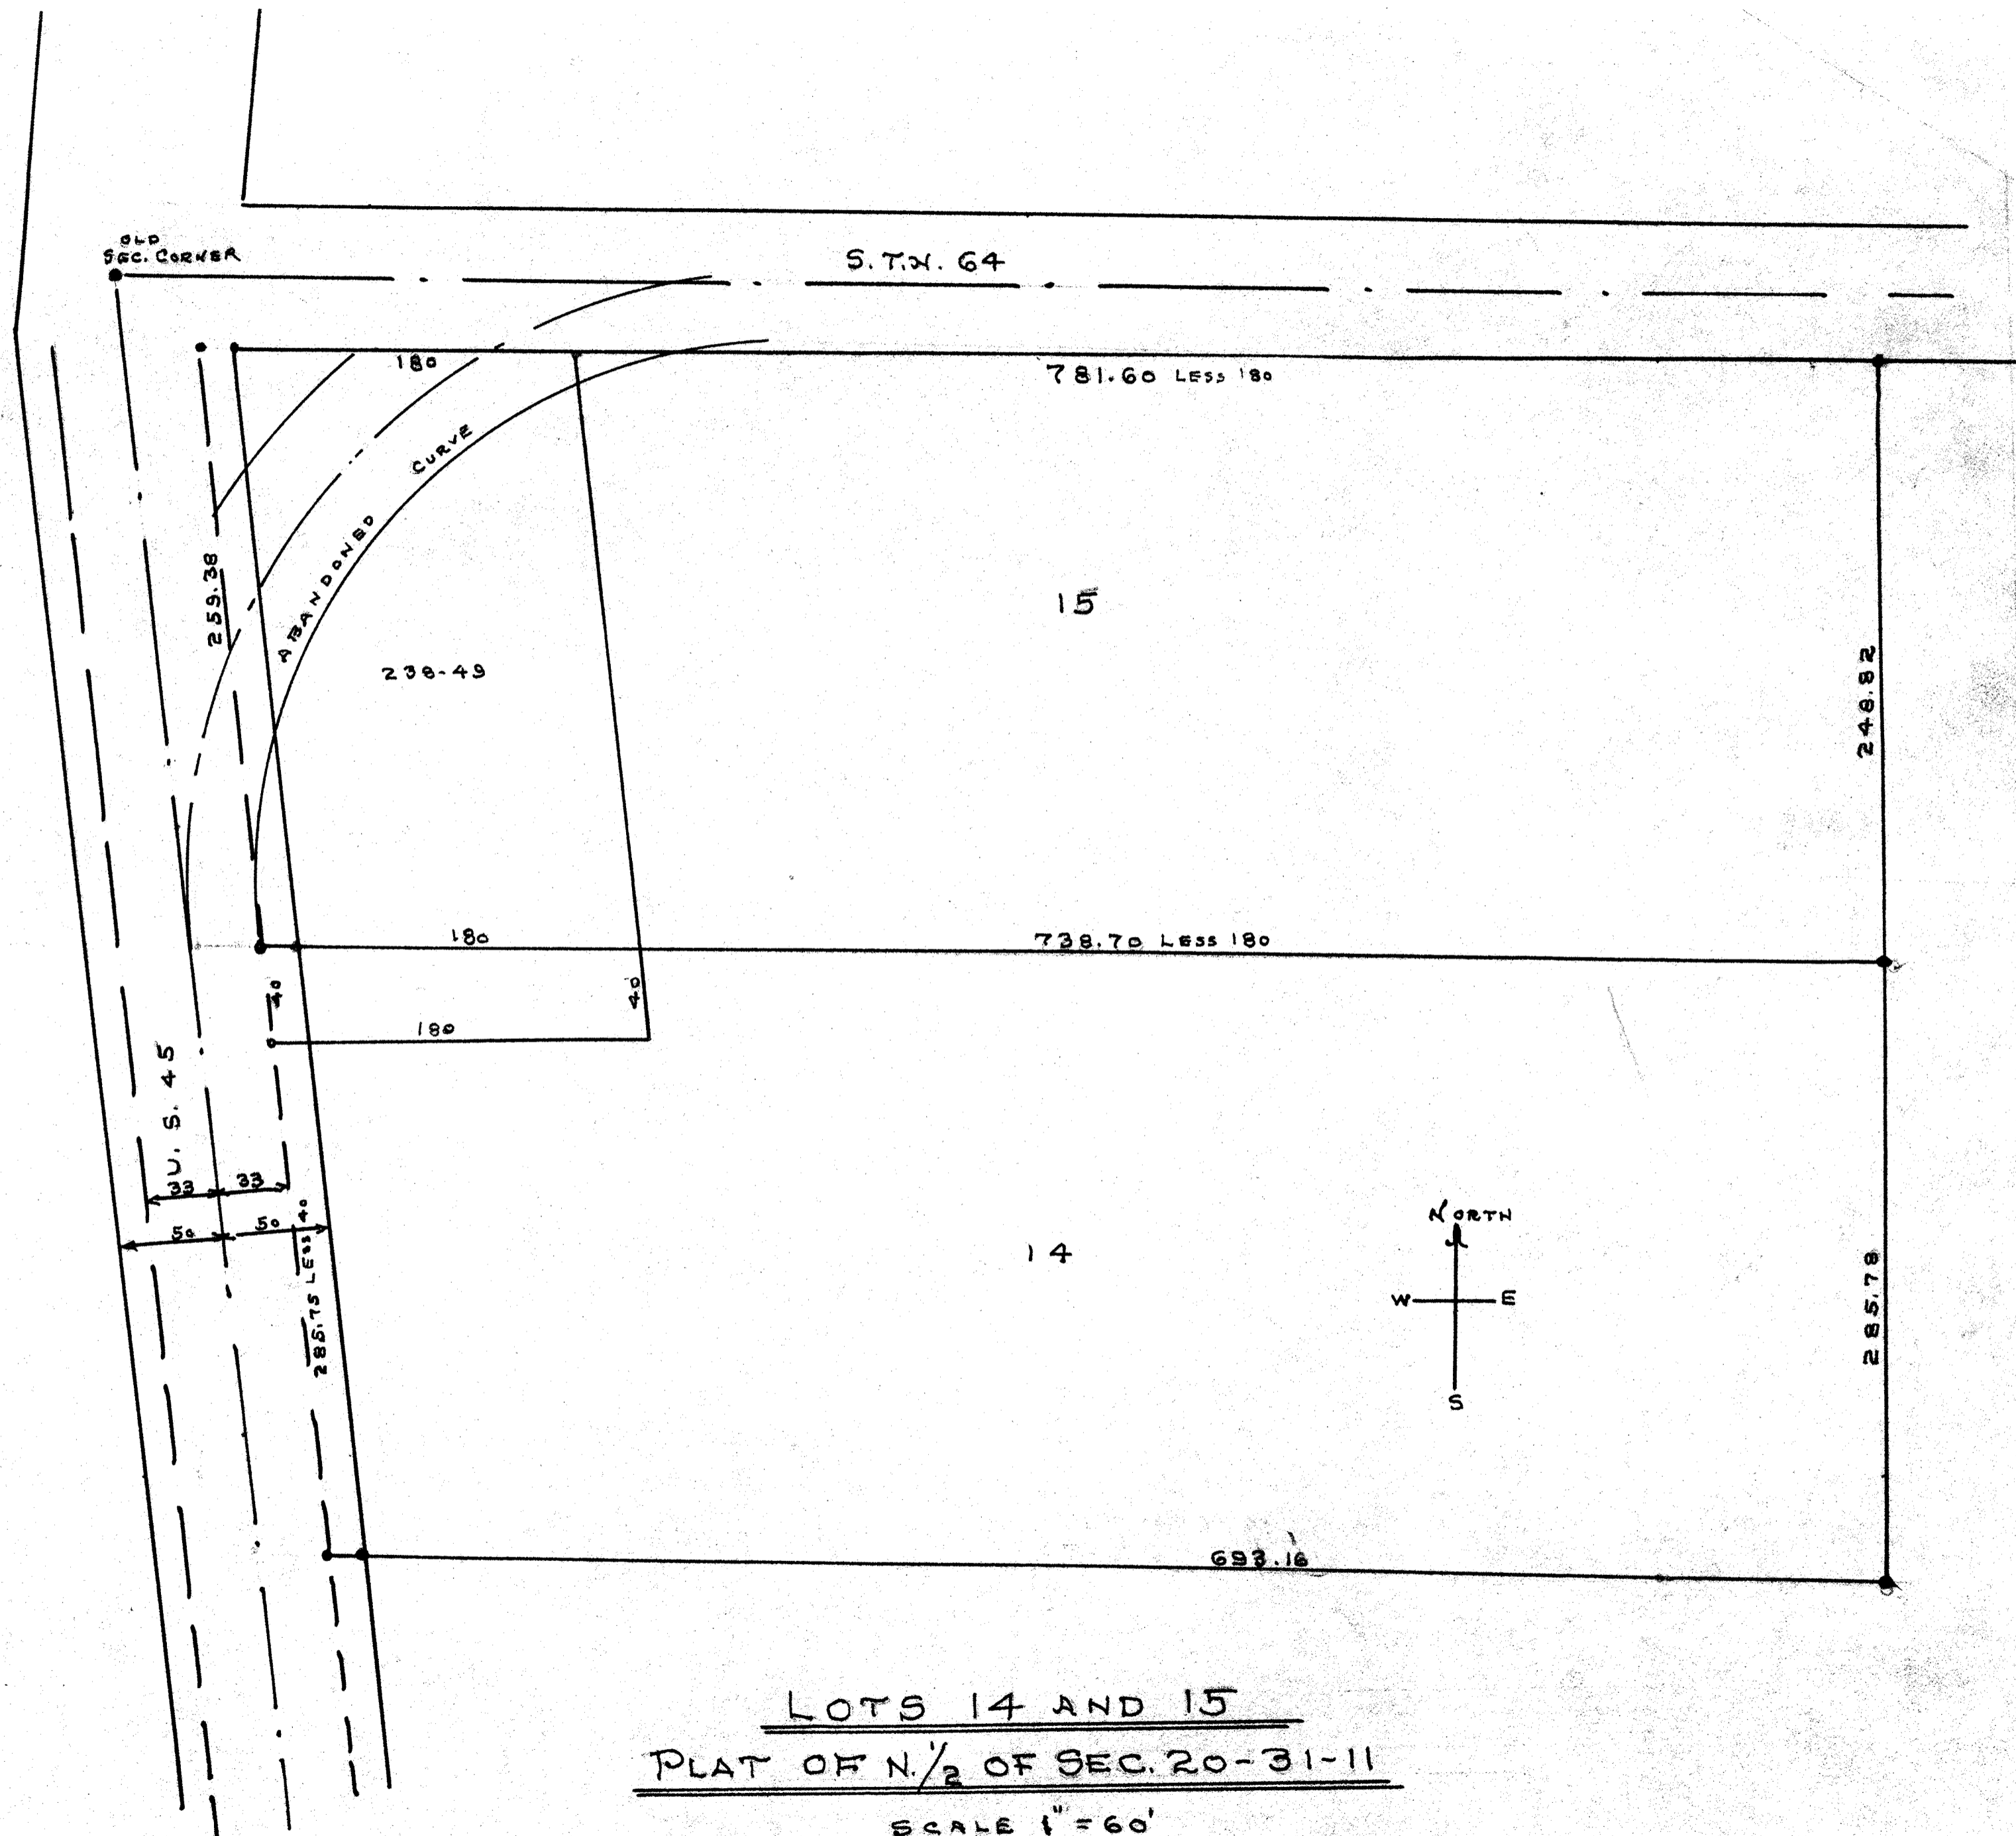 OLD
SEC. CORNER
S.T.H. 64
180
781.60 LESS 180
CURVE
ABANDONED
259.38
15
238-49
248.82
180
738.70 LESS 180
40
40
180
U. S. 45
33
33
50
50
285.75 LESS 40
14
NORTH
W
E
S
285.78
693.16
LOTS 14 AND 15
PLAT OF N. 1/2 OF SEC. 20-31-11
SCALE 1" = 60'